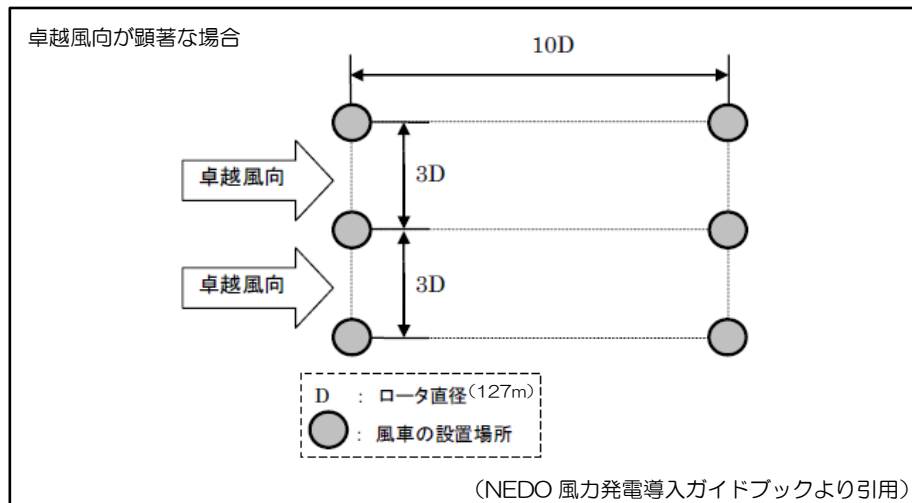 卓越風向が顕著な場合
10D
卓越風向
3D
卓越風向
3D
D : ロータ直径(127m)
: 風車の設置場所
(NEDO 風力発電導入ガイドブックより引用)